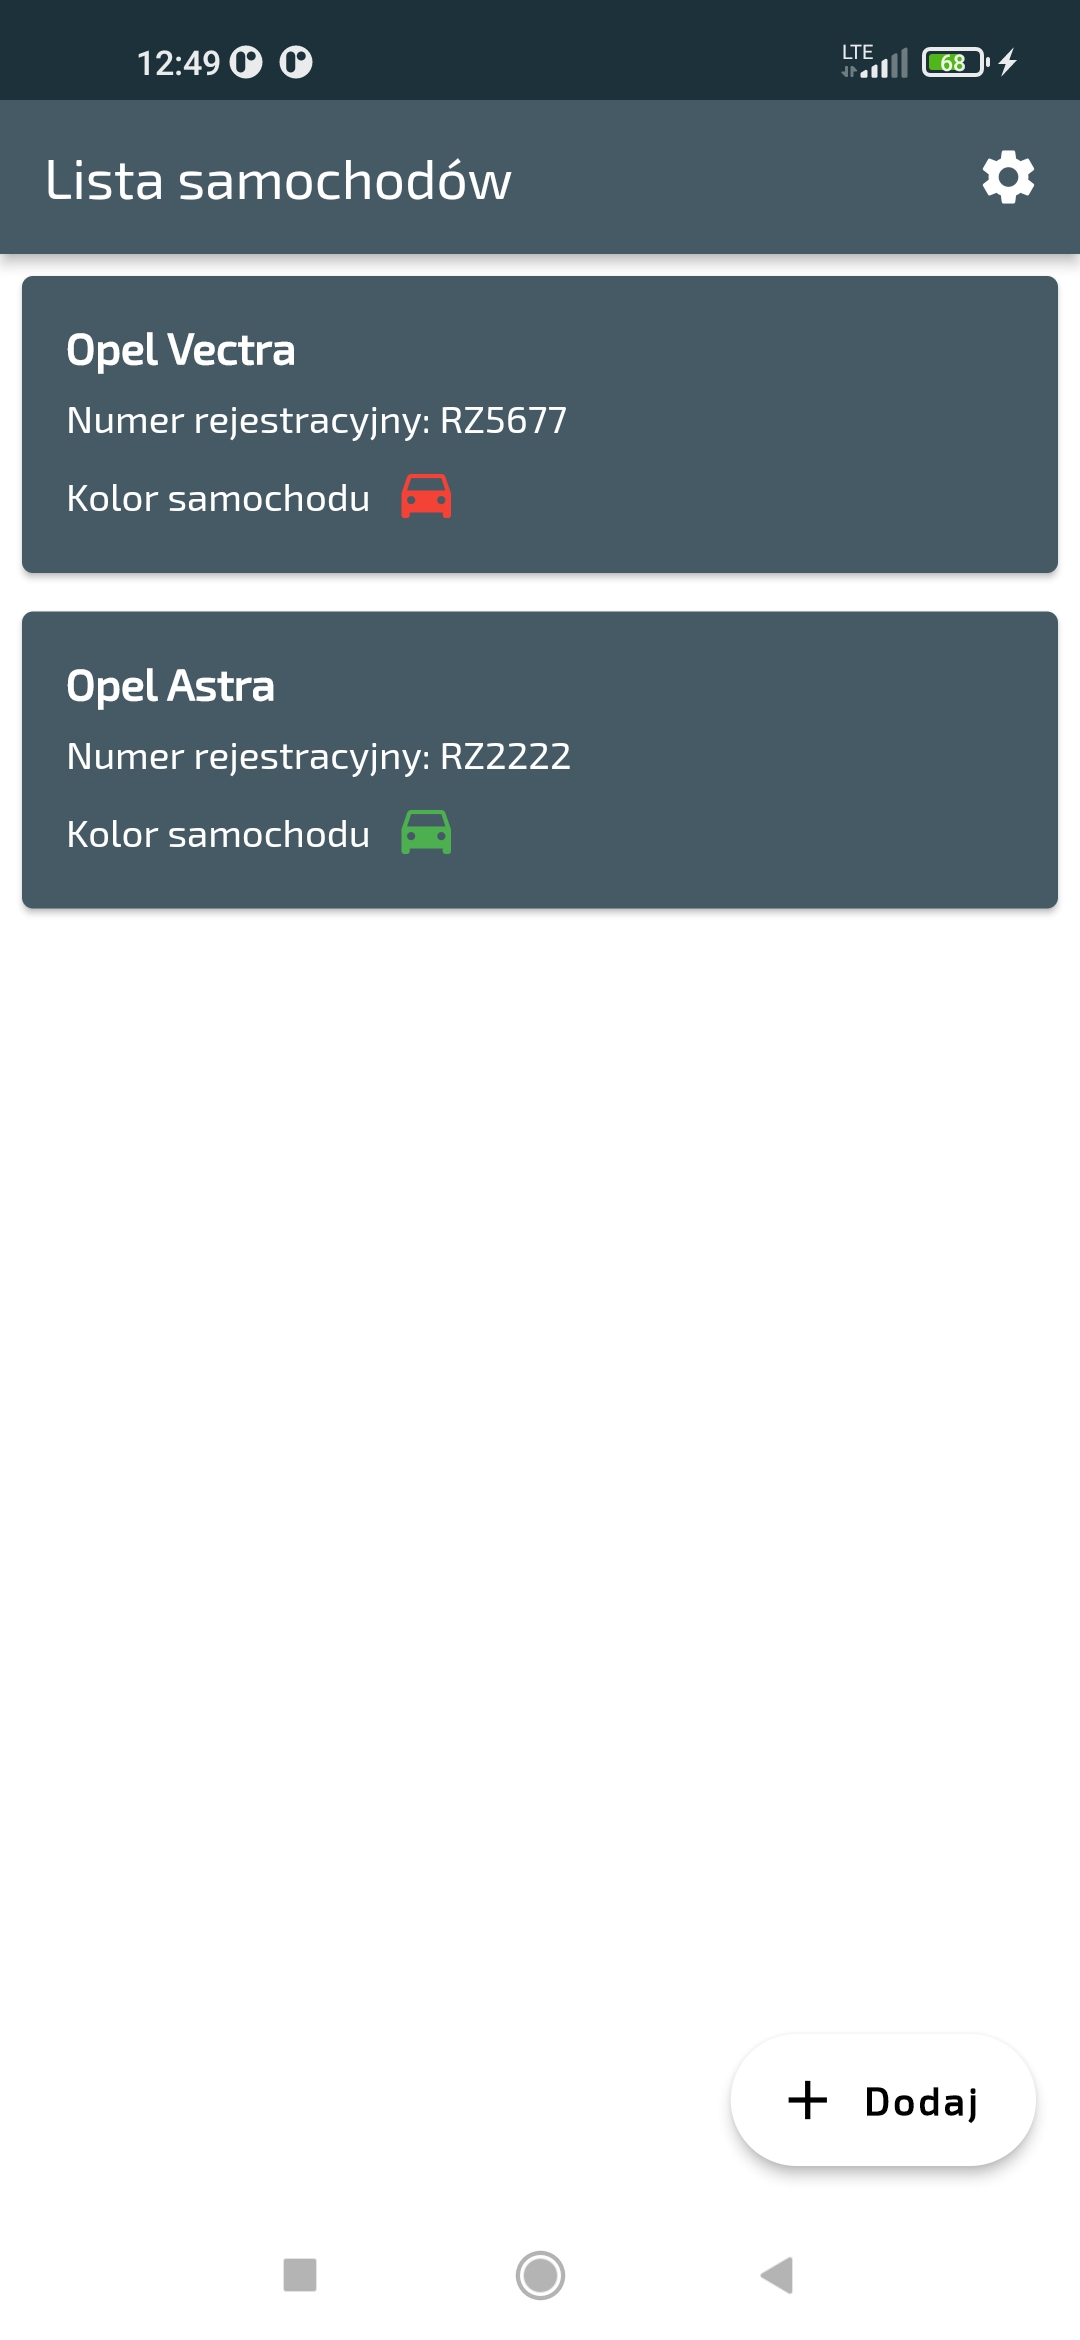 12:49
LTE
68
Lista samochodów
Opel Vectra
Numer rejestracyjny: RZ5677
Kolor samochodu
Opel Astra
Numer rejestracyjny: RZ2222
Kolor samochodu
Dodaj